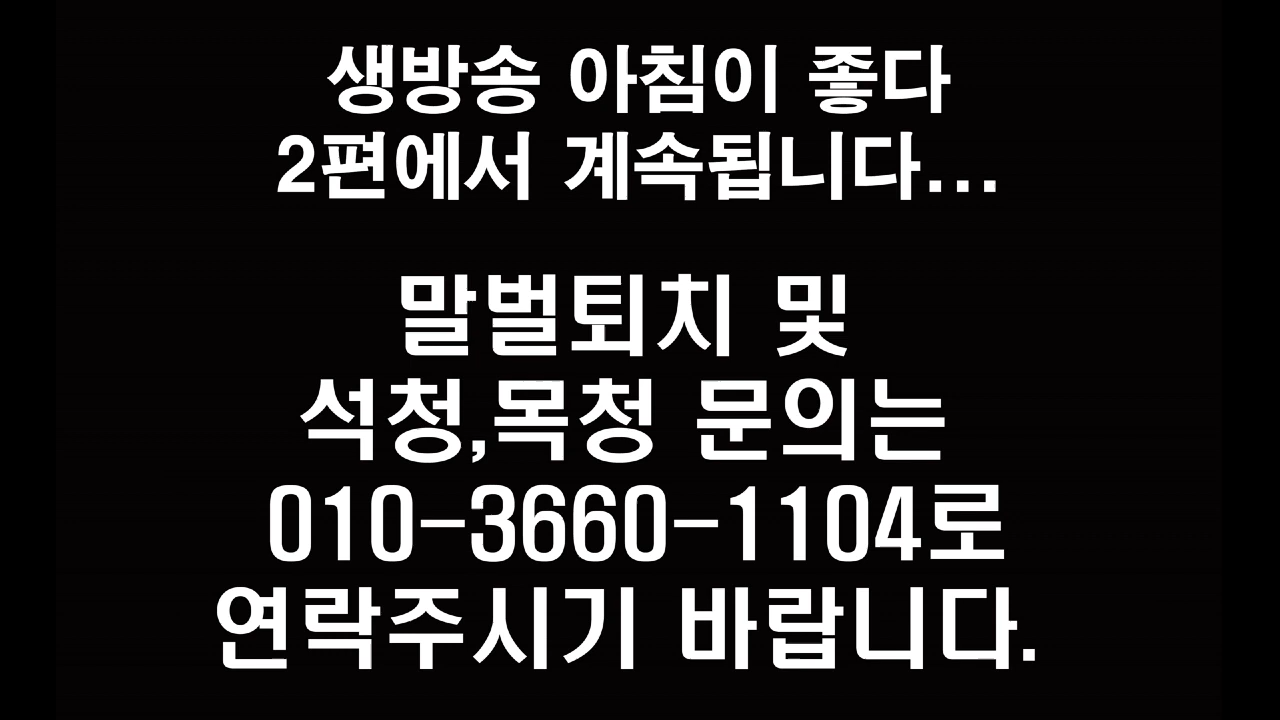 생방송 아침이 좋다
2편에서 계속됩니다...
말벌퇴치 및
석청,목청 문의는
010-3660-1104로
연락주시기 바랍니다.